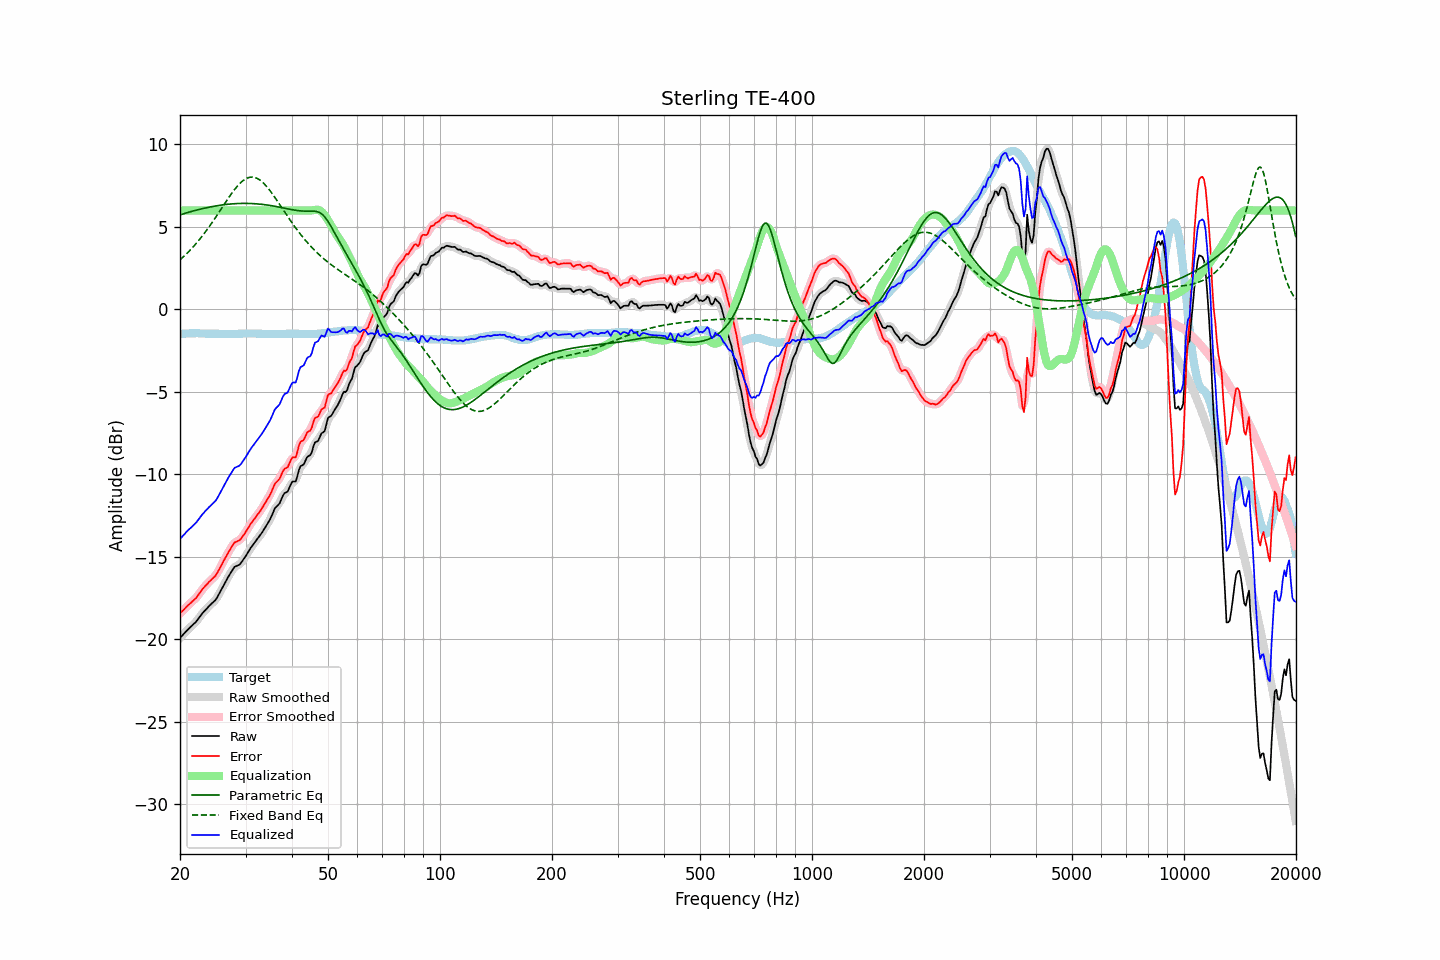 Sterling TE-400
Amplitude (dBr)
10
5
0
−5
−10
−15
−20
−25
−30
Target
Raw Smoothed
Error Smoothed
Raw
Error
Equalization
Parametric Eq
Fixed Band Eq
Equalized
20 50 100 200 500 1000 2000 5000 10000 20000
Frequency (Hz)